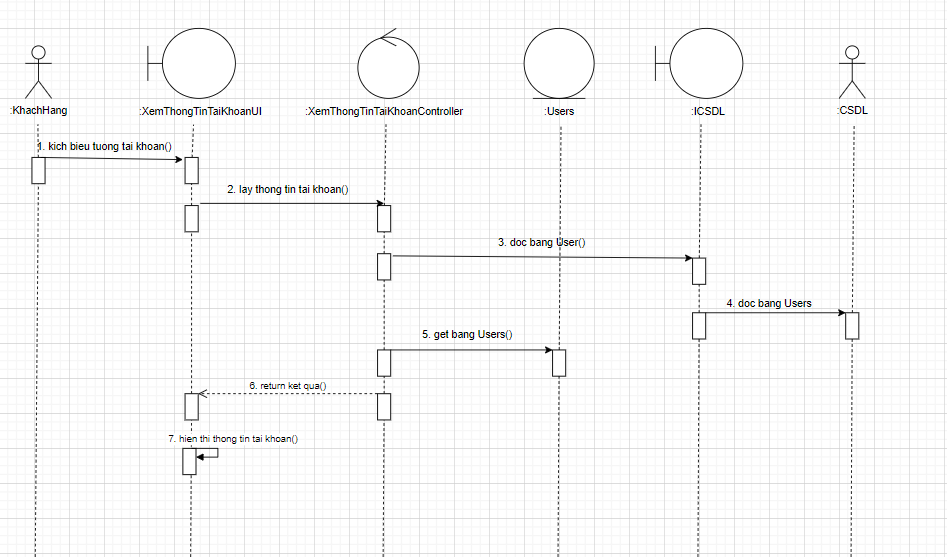 :KhachHang
:XemThongTinTaiKhoanUI
:XemThongTinTaiKhoanController
:Users
:ICSDL
:CSDL
1. kich bieu tuong tai khoan()
2. lay thong tin tai khoan()
3. doc bang User()
4. doc bang Users
5. get bang Users()
6. return ket qua()
7. hien thi thong tin tai khoan()